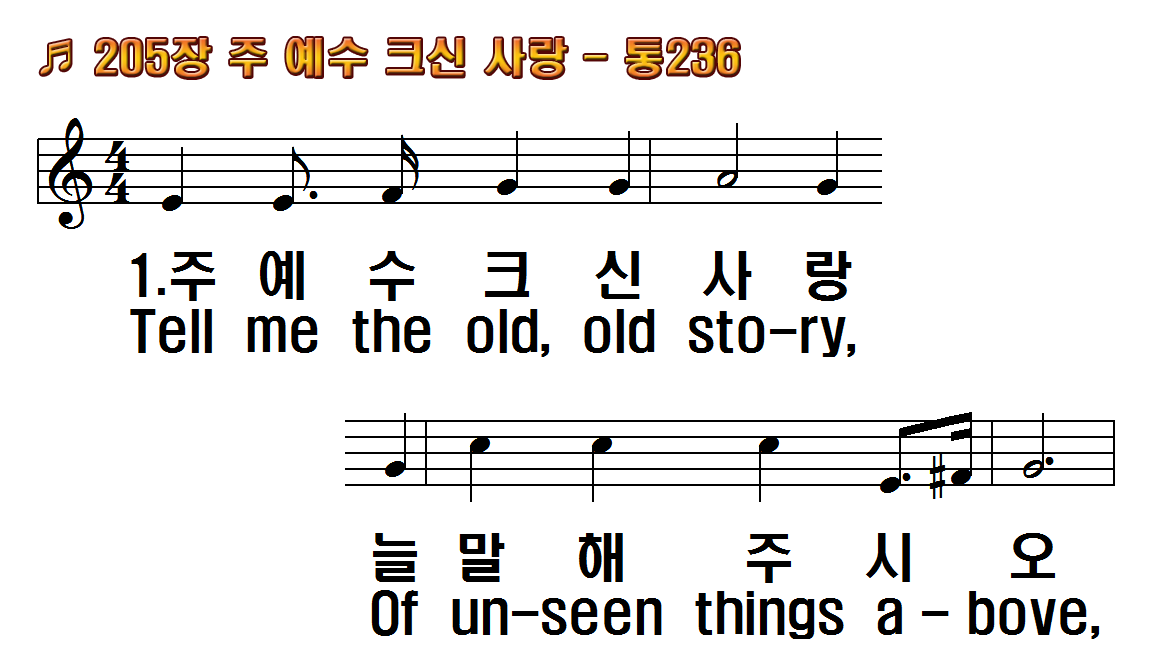 ♬ 205장 주 예수 크신 사랑 - 통236
1.주 예 수 크 신 사 랑
Tell me the old, old sto-ry,
늘 말 해 주 시 오
Of un-seen things a - bove,